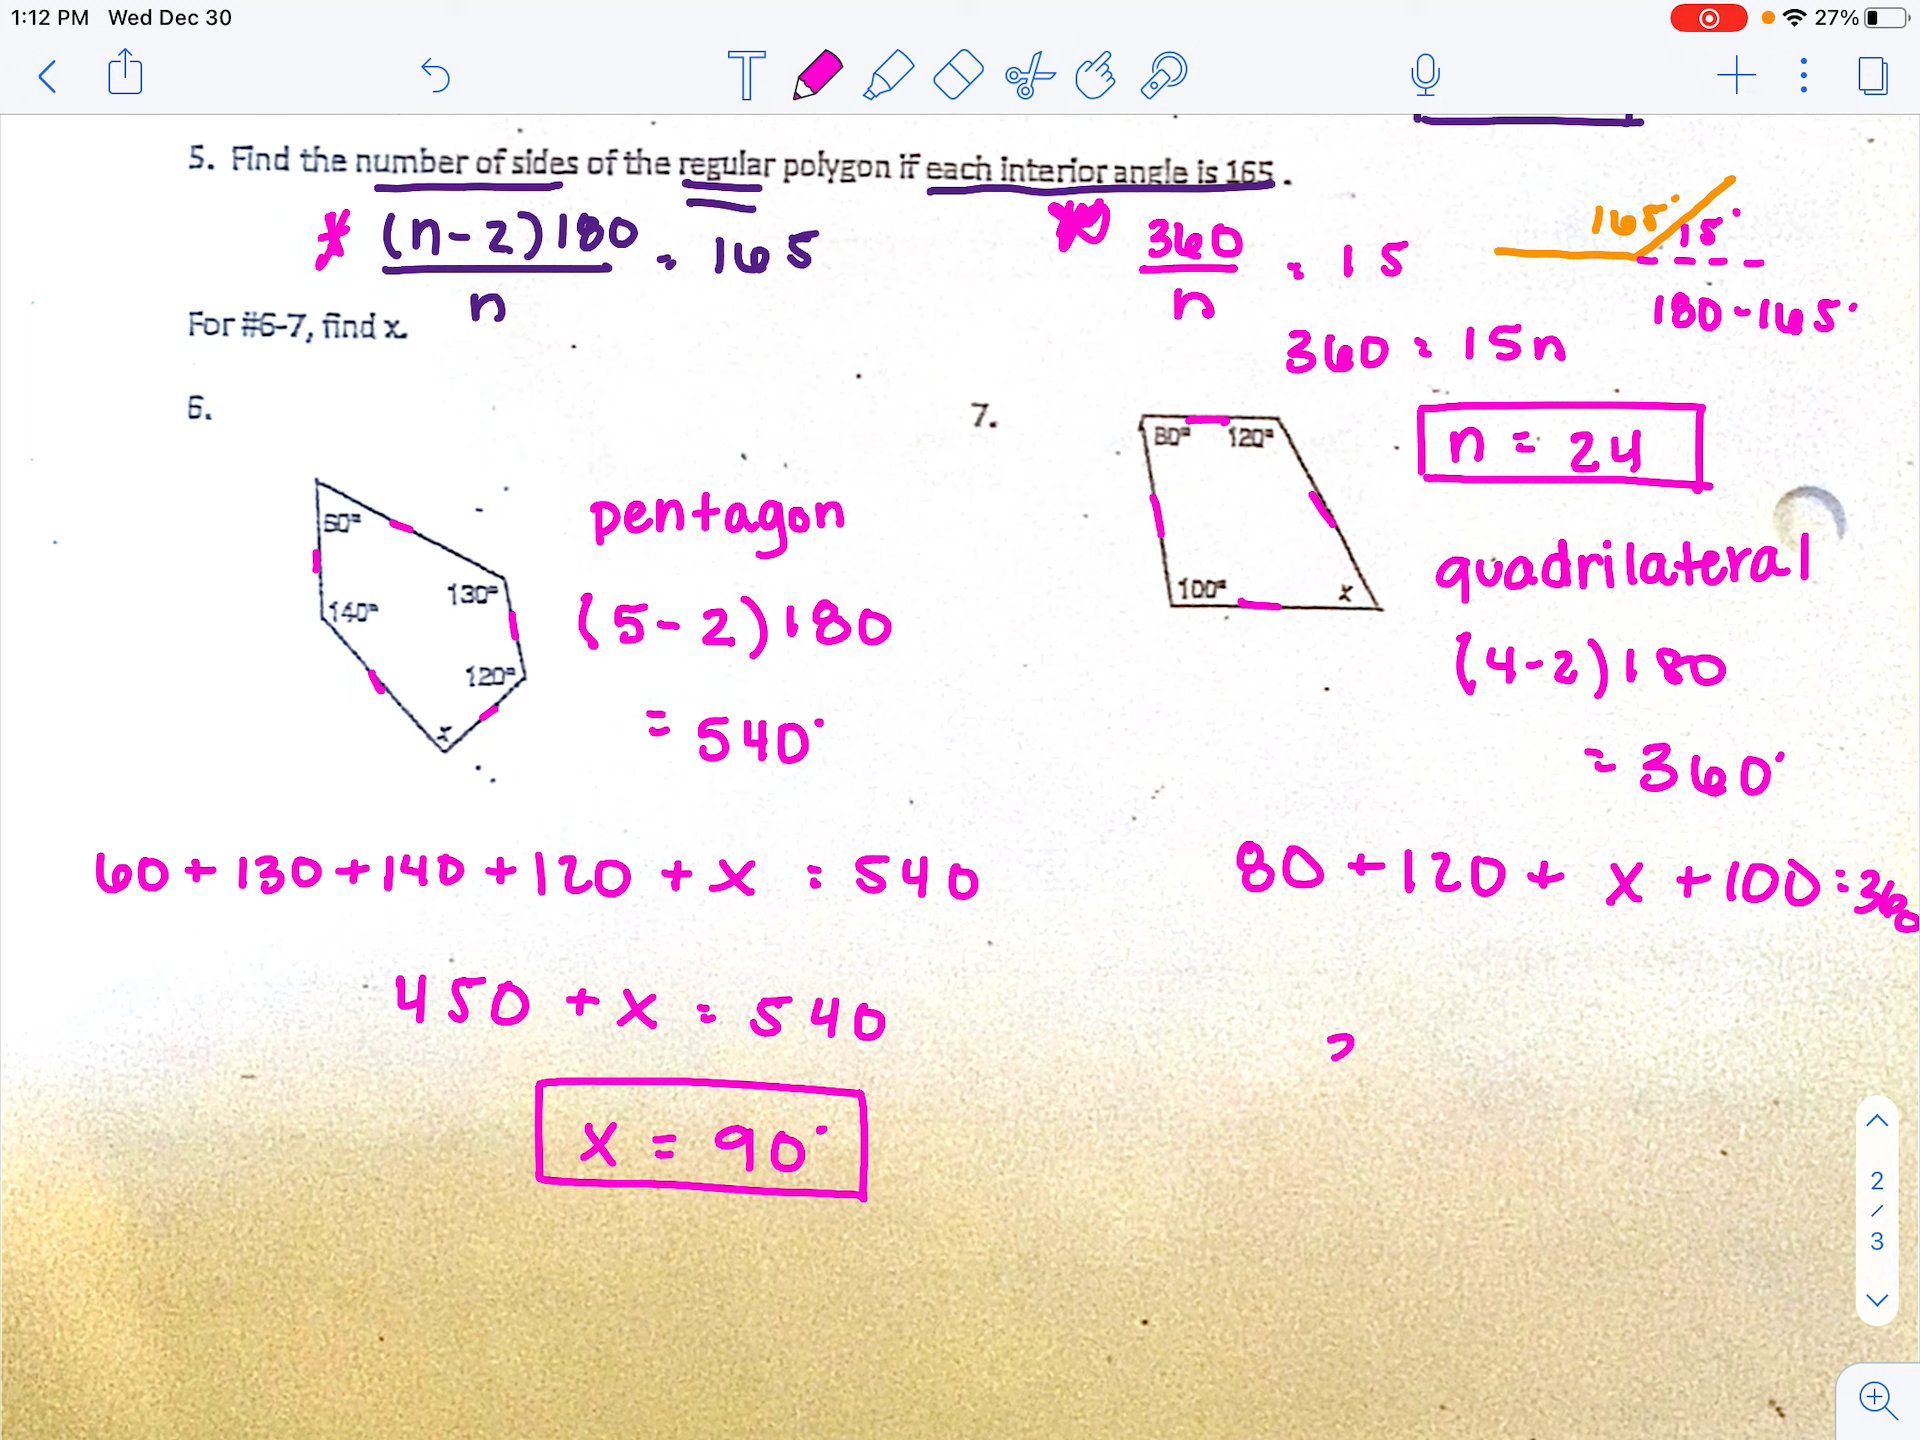 1:12 PM Wed Dec 30
27%
5. Find the number of sides of the regular polygon if each interior angle is 165 .
(n-2)180 = 165
n
360 = 15
n
165°
15°
180-165°
360 = 15n
n = 24
For #6-7, find x.
6.
60°
130°
140°
120°
x
pentagon
(5-2)180
= 540°
60+130+140+120+x = 540
450 + x = 540
x = 90°
7.
80° 120°
100° x
quadrilateral
(4-2)180
= 360°
80+120+ x +100=360
2
/
3